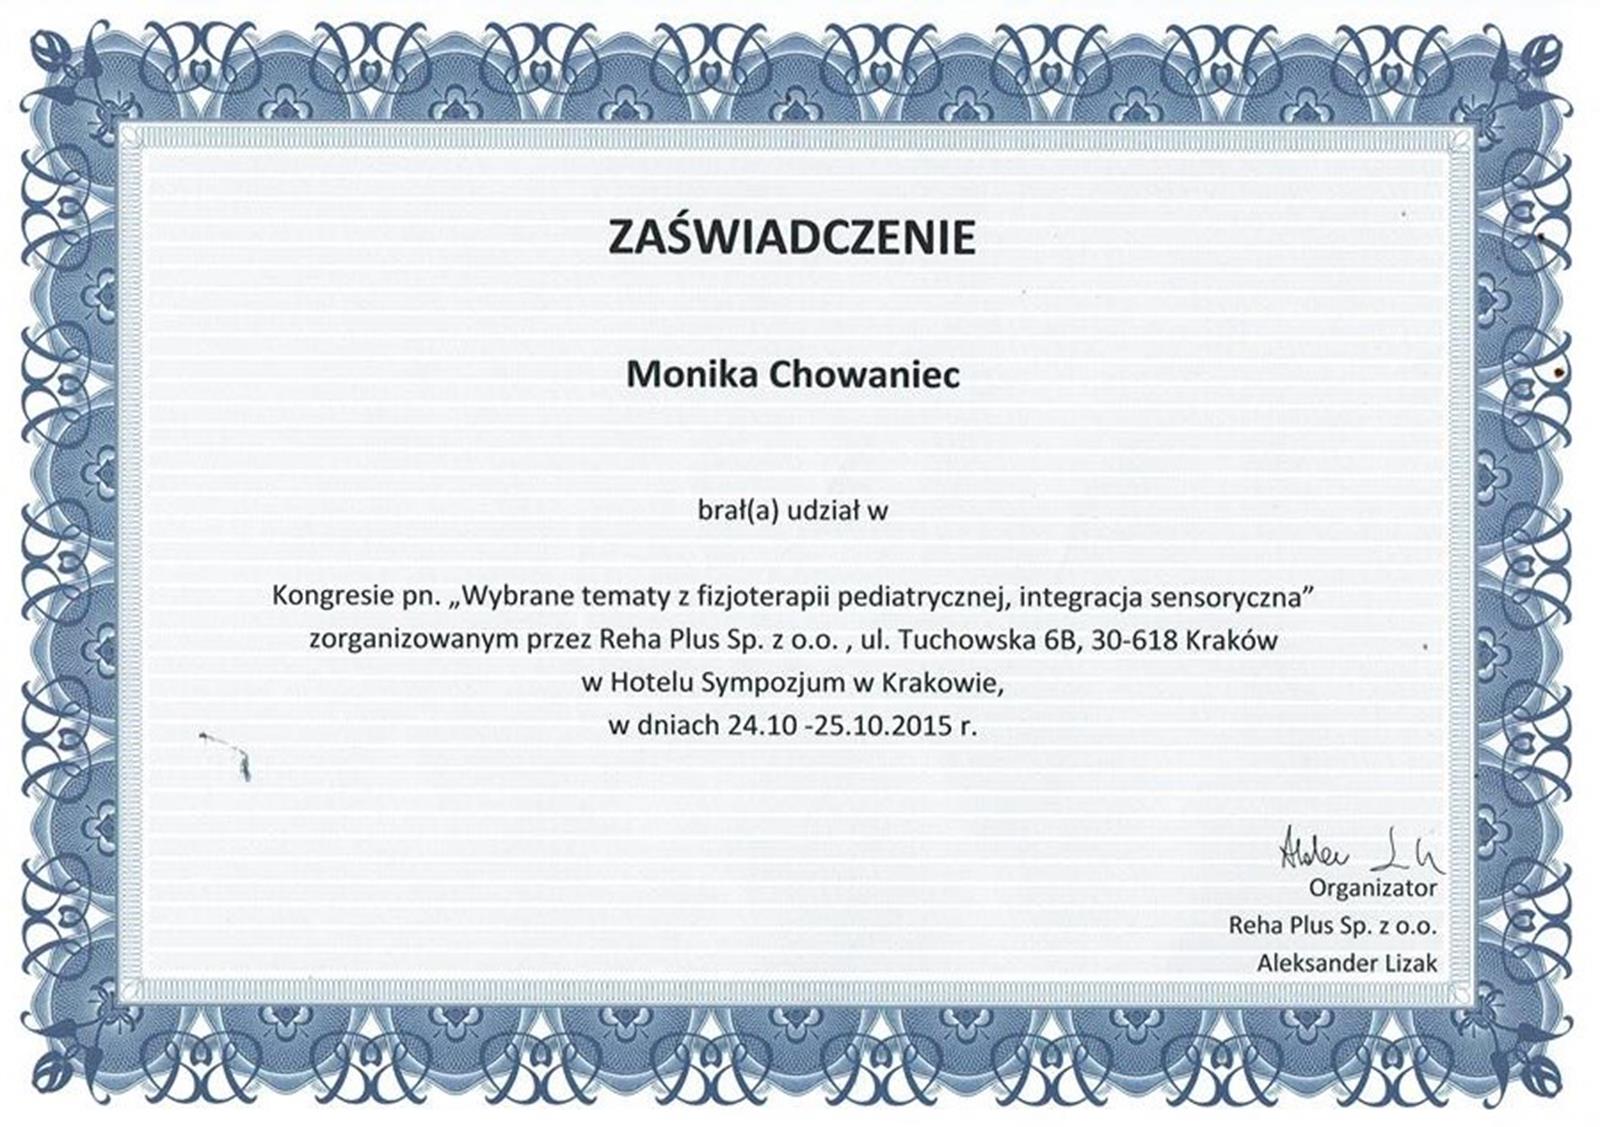 ZAŚWIADCZENIE
Monika Chowaniec
brał(a) udział w
Kongresie pn. „Wybrane tematy z fizjoterapii pediatrycznej, integracja sensoryczna”
zorganizowanym przez Reha Plus Sp. z o.o. , ul. Tuchowska 6B, 30-618 Kraków
w Hotelu Sympozjum w Krakowie,
w dniach 24.10 -25.10.2015 r.
Organizator
Reha Plus Sp. z o.o.
Aleksander Lizak